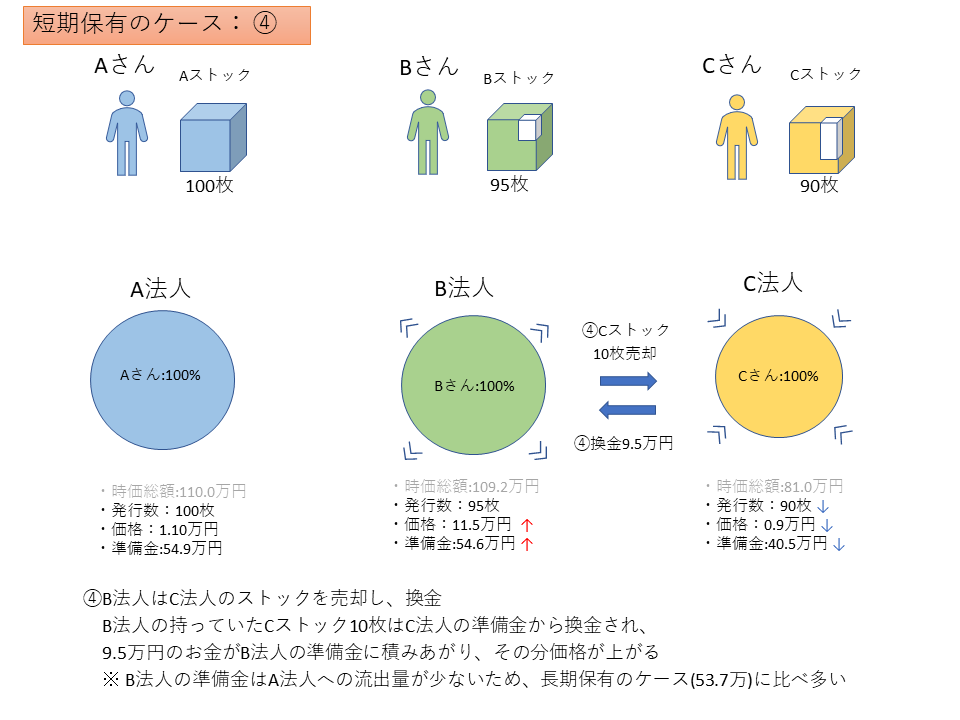 短期保有のケース： ④
Aさん
Aストック
100枚
Bさん
Bストック
95枚
Cさん
Cストック
90枚
A法人
Aさん:100%
B法人
Bさん:100%
④Cストック
10枚売却
④換金9.5万円
C法人
Cさん:100%
・時価総額:110.0万円
・発行数：100枚
・価格：1.10万円
・準備金:54.9万円
・時価総額:109.2万円
・発行数：95枚
・価格：11.5万円 ↑
・準備金:54.6万円 ↑
・時価総額:81.0万円
・発行数：90枚 ↓
・価格：0.9万円 ↓
・準備金:40.5万円 ↓
④B法人はC法人のストックを売却し、換金
B法人の持っていたCストック10枚はC法人の準備金から換金され、
9.5万円のお金がB法人の準備金に積みあがり、その分価格が上がる
※ B法人の準備金はA法人への流出量が少ないため、長期保有のケース(53.7万)に比べ多い